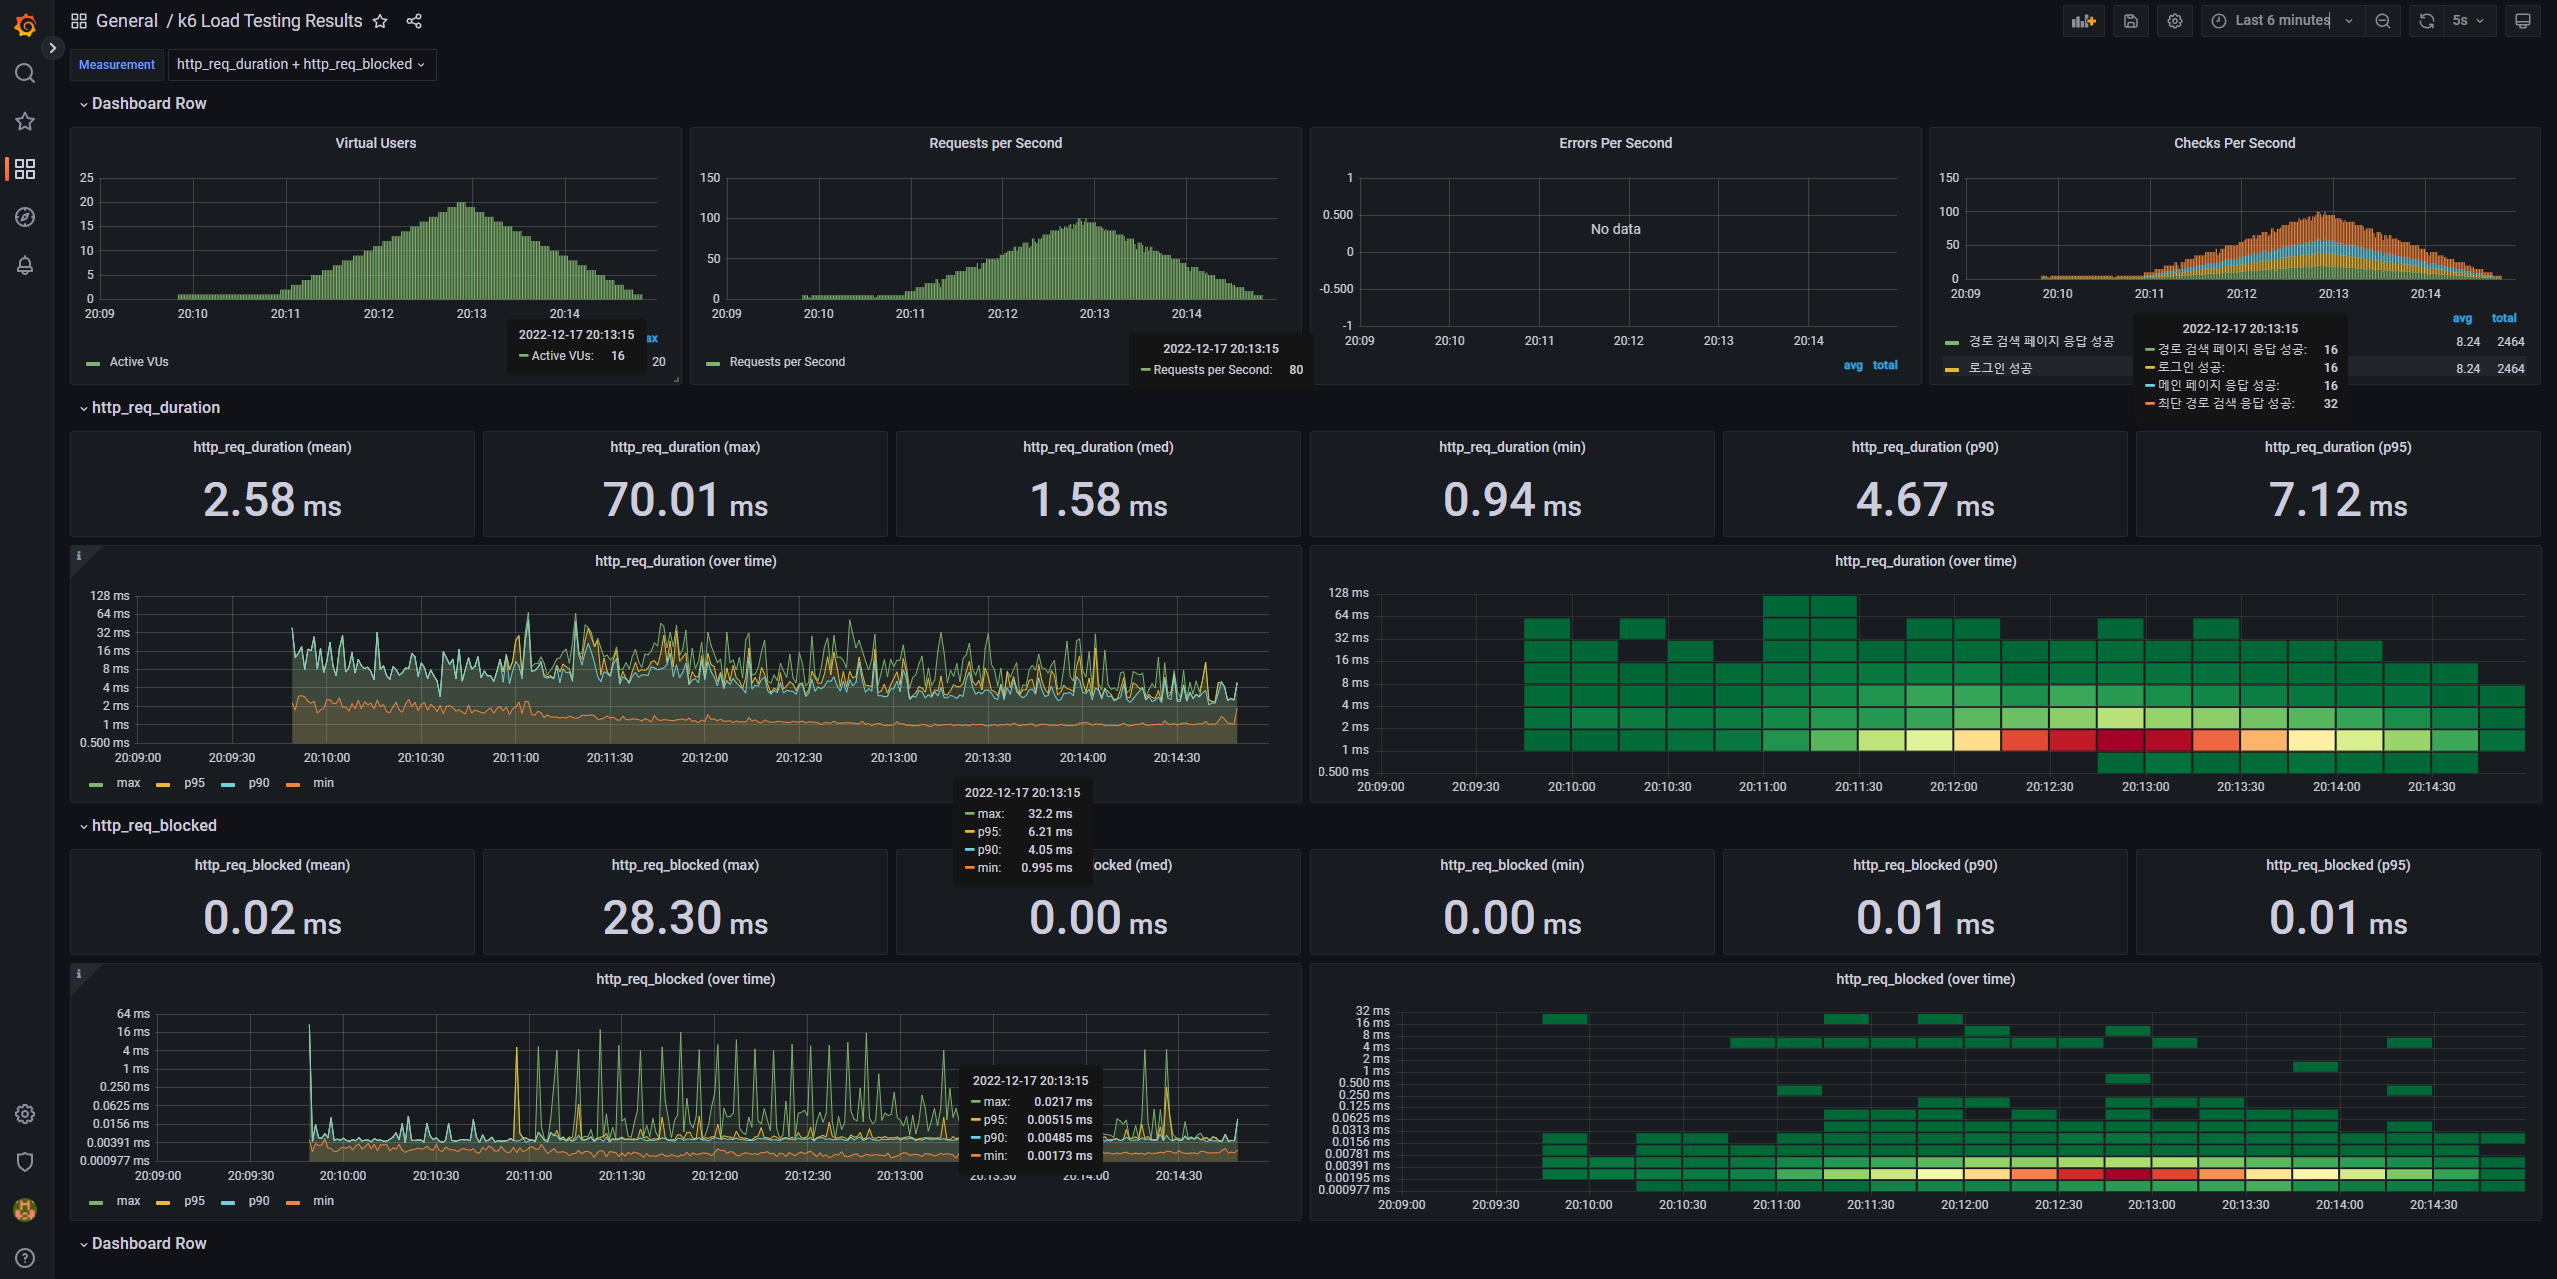 General / k6 Load Testing Results
Last 6 minutes
5s
Measurement
http_req_duration + http_req_blocked
Dashboard Row
Virtual Users
25
20
15
10
5
0
20:09 20:10 20:11 20:12 20:13 20:14
2022-12-17 20:13:15
Active VUs: 16
ax
Active VUs
20
Requests per Second
150
100
50
0
20:09 20:10 20:11 20:12 20:13 20:14
2022-12-17 20:13:15
Requests per Second: 80
Requests per Second
Errors Per Second
1
0.500
0
-0.500
-1
No data
20:09 20:10 20:11 20:12 20:13 20:14
avg total
Checks Per Second
150
100
50
0
20:09 20:10 20:11 20:12 20:13 20:14
avg total
경로 검색 페이지 응답 성공 8.24 2464
로그인 성공 8.24 2464
2022-12-17 20:13:15
경로 검색 페이지 응답 성공: 16
로그인 성공: 16
메인 페이지 응답 성공: 16
최단 경로 검색 응답 성공: 32
http_req_duration
http_req_duration (mean)
2.58 ms
http_req_duration (max)
70.01 ms
http_req_duration (med)
1.58 ms
http_req_duration (min)
0.94 ms
http_req_duration (p90)
4.67 ms
http_req_duration (p95)
7.12 ms
http_req_duration (over time)
128 ms
64 ms
32 ms
16 ms
8 ms
4 ms
2 ms
1 ms
0.500 ms
20:09:00 20:09:30 20:10:00 20:10:30 20:11:00 20:11:30 20:12:00 20:12:30 20:13:00 20:13:30 20:14:00 20:14:30
max p95 p90 min
2022-12-17 20:13:15
max: 32.2 ms
p95: 6.21 ms
p90: 4.05 ms
min: 0.995 ms
http_req_duration (over time)
128 ms
64 ms
32 ms
16 ms
8 ms
4 ms
2 ms
1 ms
0.500 ms
20:09:00 20:09:30 20:10:00 20:10:30 20:11:00 20:11:30 20:12:00 20:12:30 20:13:00 20:13:30 20:14:00 20:14:30
http_req_blocked
http_req_blocked (mean)
0.02 ms
http_req_blocked (max)
28.30 ms
ocked (med)
0.00 ms
http_req_blocked (min)
0.00 ms
http_req_blocked (p90)
0.01 ms
http_req_blocked (p95)
0.01 ms
http_req_blocked (over time)
64 ms
16 ms
4 ms
1 ms
0.250 ms
0.0625 ms
0.0156 ms
0.00391 ms
0.000977 ms
20:09:00 20:09:30 20:10:00 20:10:30 20:11:00 20:11:30 20:12:00 20:12:30 20:13:00 20:13:30 20:14:00 20:14:30
max p95 p90 min
2022-12-17 20:13:15
max: 0.0217 ms
p95: 0.00515 ms
p90: 0.00485 ms
min: 0.00173 ms
http_req_blocked (over time)
32 ms
16 ms
8 ms
4 ms
2 ms
1 ms
0.500 ms
0.250 ms
0.125 ms
0.0625 ms
0.0313 ms
0.0156 ms
0.00781 ms
0.00391 ms
0.00195 ms
0.000977 ms
20:09:00 20:09:30 20:10:00 20:10:30 20:11:00 20:11:30 20:12:00 20:12:30 20:13:00 20:13:30 20:14:00 20:14:30
Dashboard Row